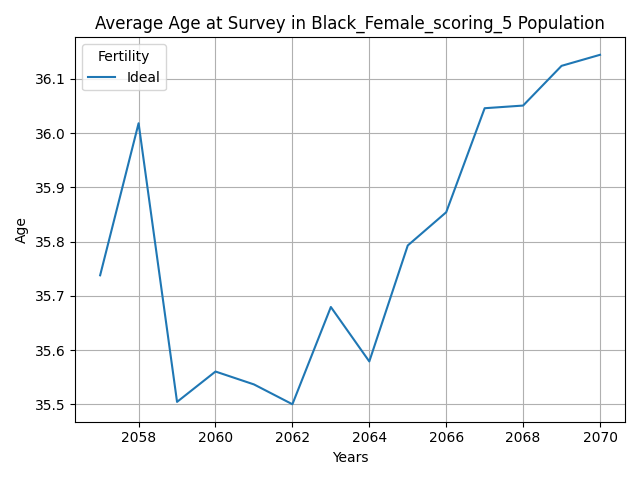 Average Age at Survey in Black_Female_scoring_5 Population
Fertility
Ideal
36.1
36.0
35.9
35.8
35.7
35.6
35.5
Age
2058 2060 2062 2064 2066 2068 2070
Years